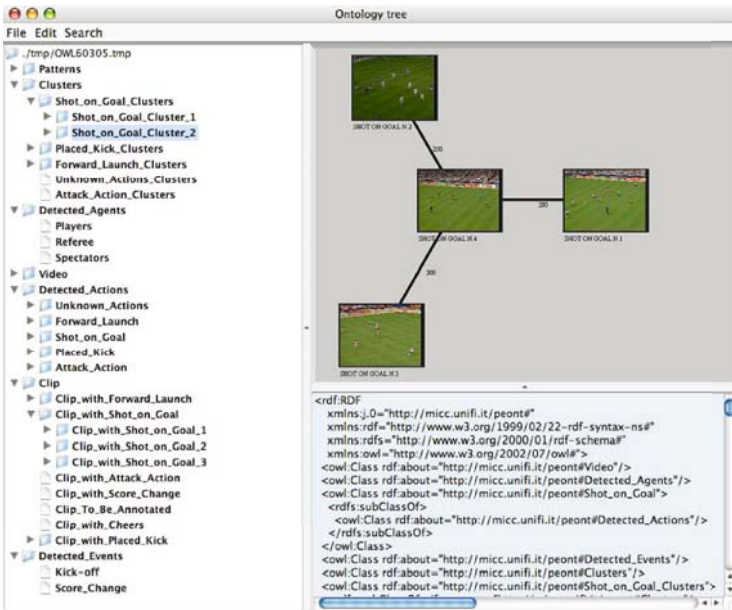 Ontology tree
File Edit Search
./tmp/OWL60305.tmp
Patterns
Clusters
Shot_on_Goal_Clusters
Shot_on_Goal_Cluster_1
Shot_on_Goal_Cluster_2
Placed_Kick_Clusters
Forward_Launch_Clusters
Unknown_Actions_Clusters
Attack_Action_Clusters
Detected_Agents
Players
Referee
Spectators
Video
Detected_Actions
Unknown_Actions
Forward_Launch
Shot_on_Goal
Placed_Kick
Attack_Action
Clip
Clip_with_Forward_Launch
Clip_with_Shot_on_Goal
Clip_with_Shot_on_Goal_1
Clip_with_Shot_on_Goal_2
Clip_with_Shot_on_Goal_3
Clip_with_Attack_Action
Clip_with_Score_Change
Clip_To_Be_Annotated
Clip_with_Cheers
Clip_with_Placed_Kick
Detected_Events
Kick-off
Score_Change
SHOT ON GOAL N.2
250
SHOT ON GOAL N.4
280
SHOT ON GOAL N.1
300
SHOT ON GOAL N.3
<rdf:RDF
xmlns:j.0="http://micc.unifi.it/peont#"
xmlns:rdf="http://www.w3.org/1999/02/22-rdf-syntax-ns#"
xmlns:rdfs="http://www.w3.org/2000/01/rdf-schema#"
xmlns:owl="http://www.w3.org/2002/07/owl#">
<owl:Class rdf:about="http://micc.unifi.it/peont#Video"/>
<owl:Class rdf:about="http://micc.unifi.it/peont#Detected_Agents"/>
<owl:Class rdf:about="http://micc.unifi.it/peont#Shot_on_Goal">
<rdfs:subClassOf>
<owl:Class rdf:about="http://micc.unifi.it/peont#Detected_Actions"/>
</rdfs:subClassOf>
</owl:Class>
<owl:Class rdf:about="http://micc.unifi.it/peont#Detected_Events"/>
<owl:Class rdf:about="http://micc.unifi.it/peont#Clusters"/>
<owl:Class rdf:about="http://micc.unifi.it/peont#Shot_on_Goal_Clusters">